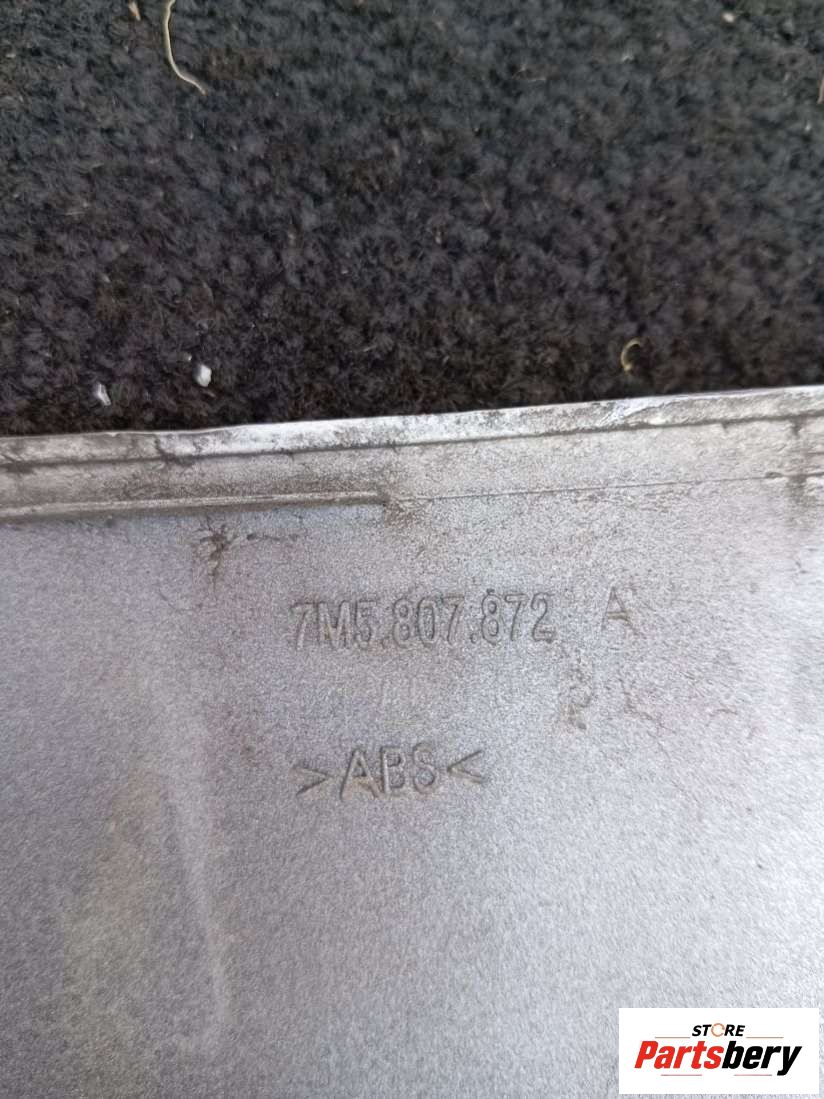 7M5.807.872 A
>ABS<
STORE
Partsbery